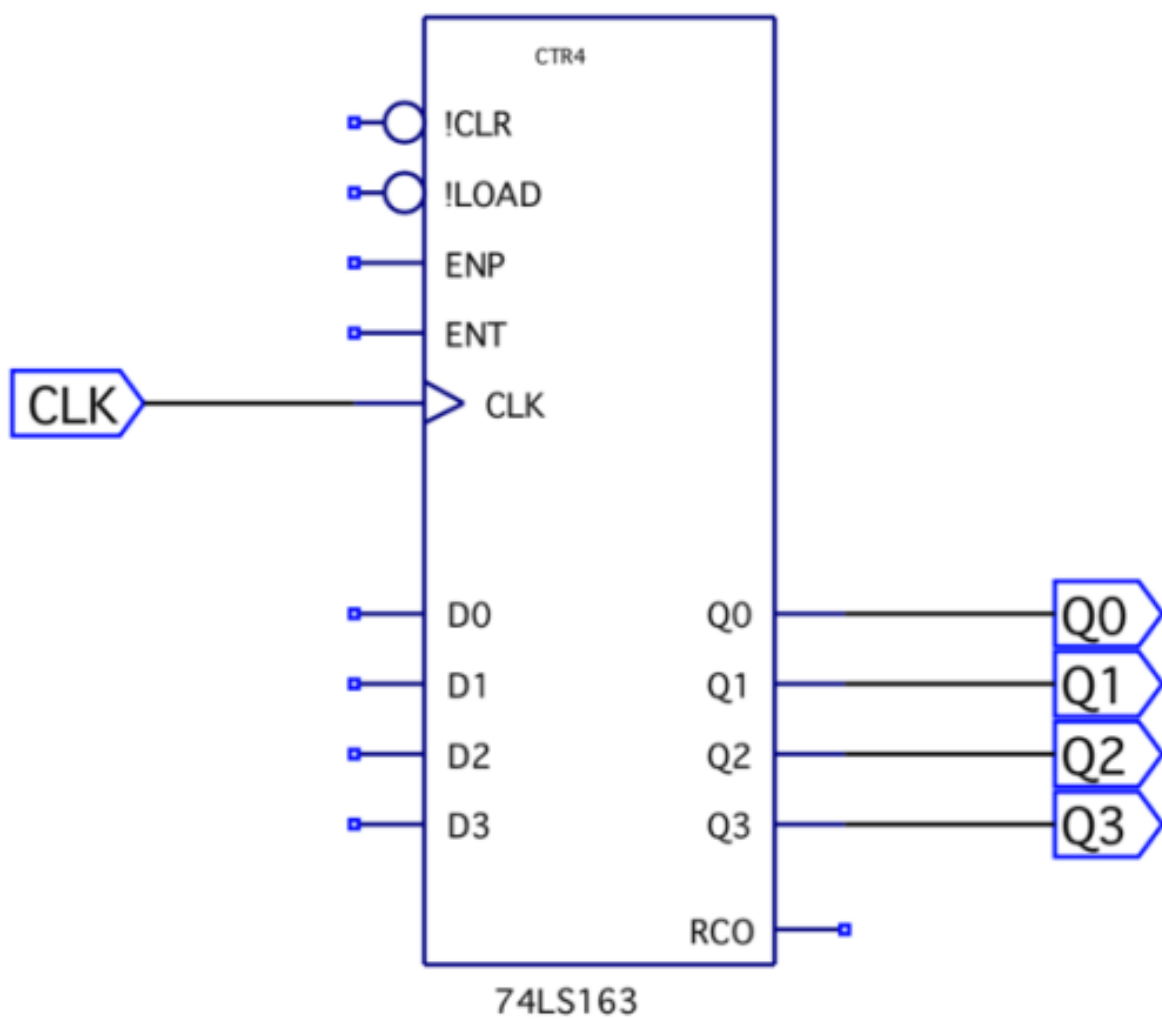 CTR4
!CLR
!LOAD
ENP
ENT
CLK CLK
D0 Q0 Q0
D1 Q1 Q1
D2 Q2 Q2
D3 Q3 Q3
RCO
74LS163